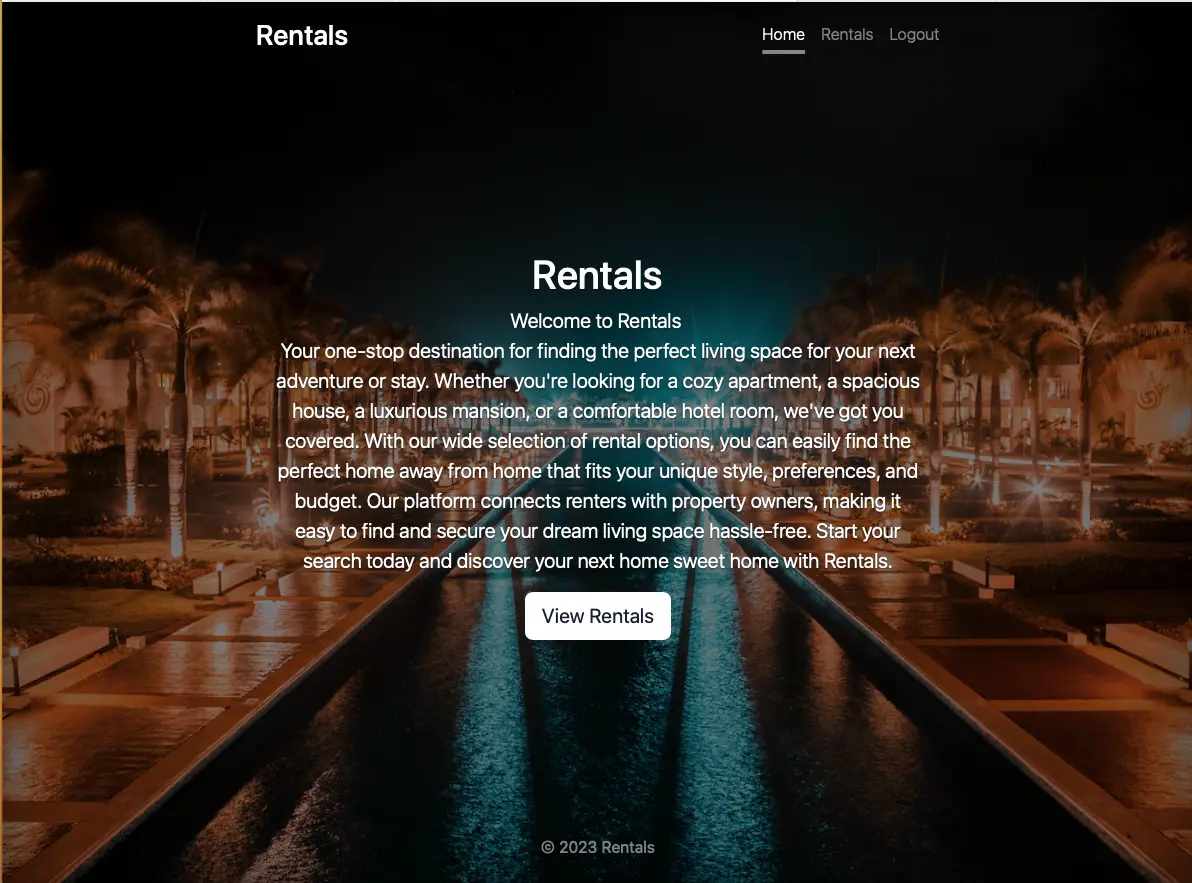 Rentals
Home Rentals Logout
Rentals
Welcome to Rentals
Your one-stop destination for finding the perfect living space for your next
adventure or stay. Whether you're looking for a cozy apartment, a spacious
house, a luxurious mansion, or a comfortable hotel room, we've got you
covered. With our wide selection of rental options, you can easily find the
perfect home away from home that fits your unique style, preferences, and
budget. Our platform connects renters with property owners, making it
easy to find and secure your dream living space hassle-free. Start your
search today and discover your next home sweet home with Rentals.
View Rentals
© 2023 Rentals